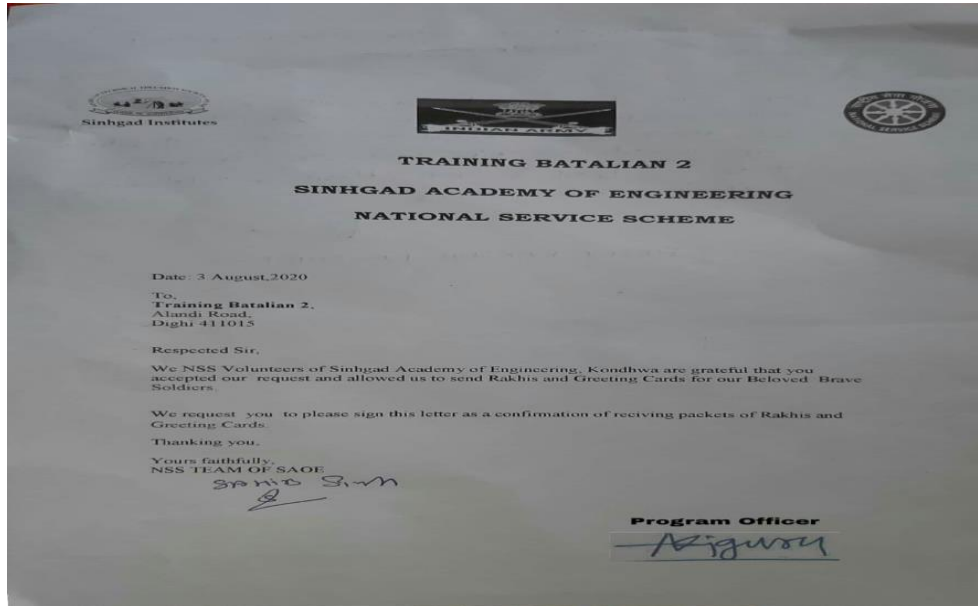 Sinhgad Institutes
INDIAN ARMY
TRAINING BATALIAN 2
SINHGAD ACADEMY OF ENGINEERING
NATIONAL SERVICE SCHEME
Date: 3 August,2020
To,
Training Batalian 2,
Alandi Road,
Dighi 411015
Respected Sir,
We NSS Volunteers of Sinhgad Academy of Engineering, Kondhwa are grateful that you
accepted our request and allowed us to send Rakhis and Greeting Cards for our Beloved Brave
Soldiers.
We request you to please sign this letter as a confirmation of reciving packets of Rakhis and
Greeting Cards.
Thanking you,
Yours faithfully,
NSS TEAM OF SAOE
Program Officer